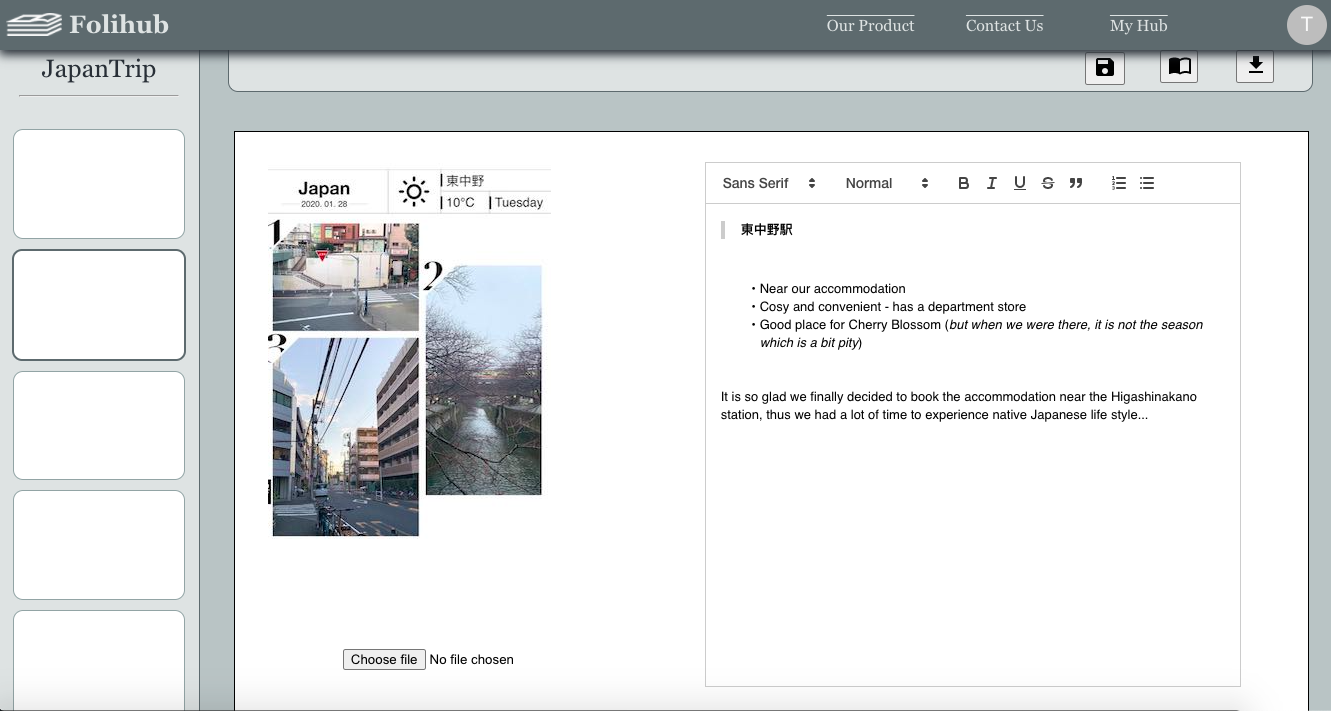 Folihub
Our Product
Contact Us
My Hub
T
JapanTrip
Japan
2020. 01. 28
東中野
10°C
Tuesday
1
2
3
Choose file
No file chosen
Sans Serif
Normal
B
I
U
S
東中野駅
• Near our accommodation
• Cosy and convenient - has a department store
• Good place for Cherry Blossom (but when we were there, it is not the season
which is a bit pity)
It is so glad we finally decided to book the accommodation near the Higashinakano
station, thus we had a lot of time to experience native Japanese life style...